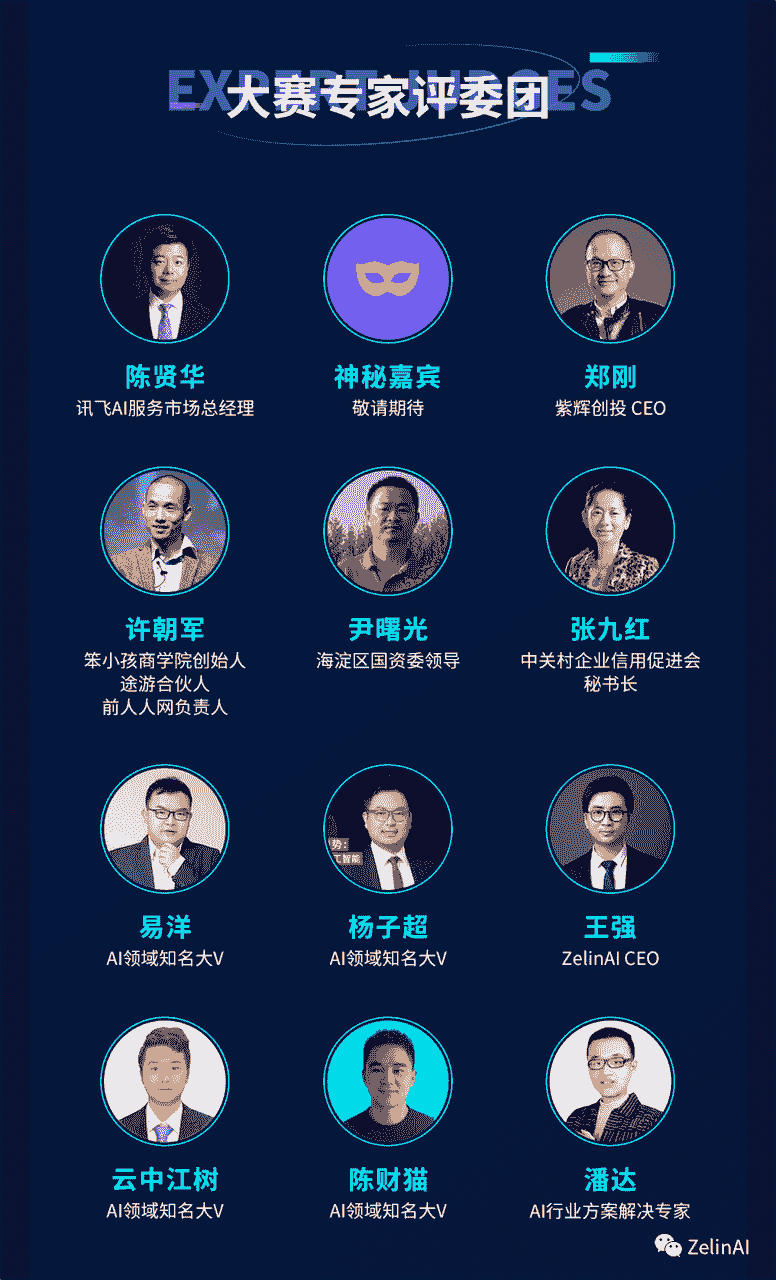 EXPERT JUDGES
大赛专家评委团
陈贤华
讯飞AI服务市场总经理
神秘嘉宾
敬请期待
郑刚
紫辉创投 CEO
许朝军
笨小孩商学院创始人
途游合伙人
前人人网负责人
尹曙光
海淀区国资委领导
张九红
中关村企业信用促进会
秘书长
易洋
AI领域知名大V
杨子超
AI领域知名大V
势：
工智能
王强
ZelinAI CEO
云中江树
AI领域知名大V
陈财猫
AI领域知名大V
潘达
AI行业方案解决专家
ZelinAI